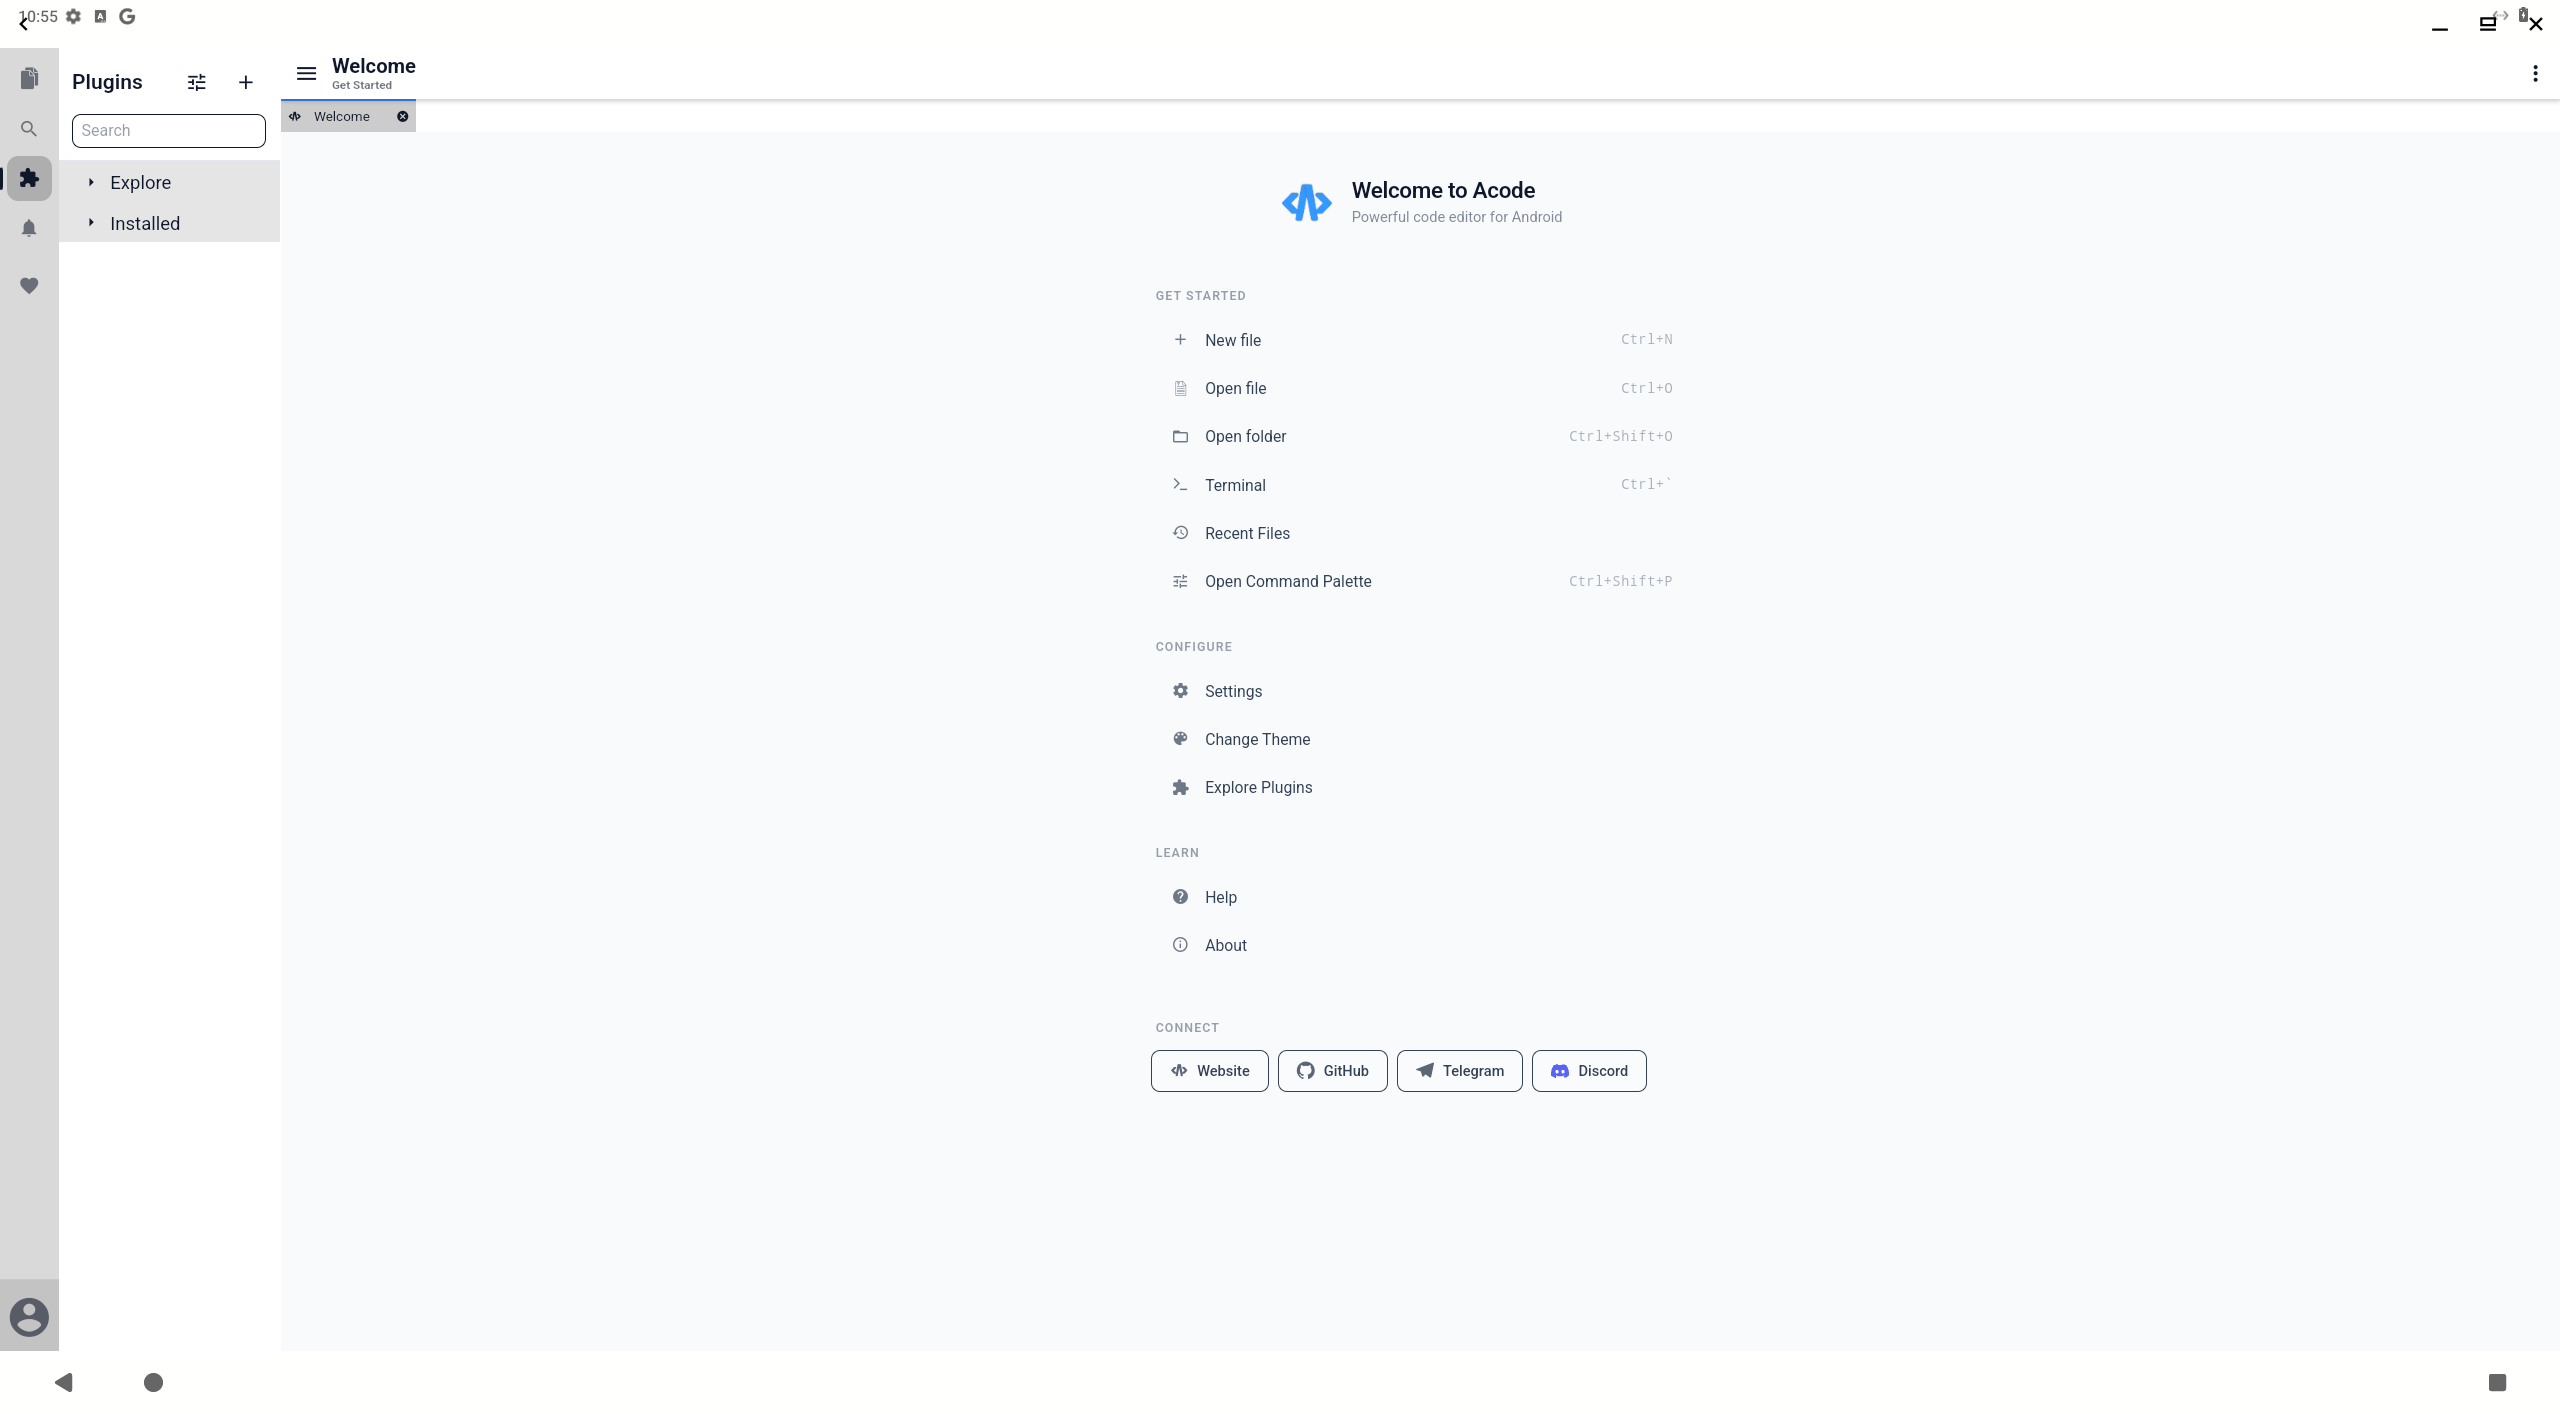 10:55
Plugins
Search
Explore
Installed
Welcome
Get Started
Welcome
Welcome to Acode
Powerful code editor for Android
GET STARTED
New file Ctrl+N
Open file Ctrl+O
Open folder Ctrl+Shift+O
Terminal Ctrl+`
Recent Files
Open Command Palette Ctrl+Shift+P
CONFIGURE
Settings
Change Theme
Explore Plugins
LEARN
Help
About
CONNECT
Website GitHub Telegram Discord